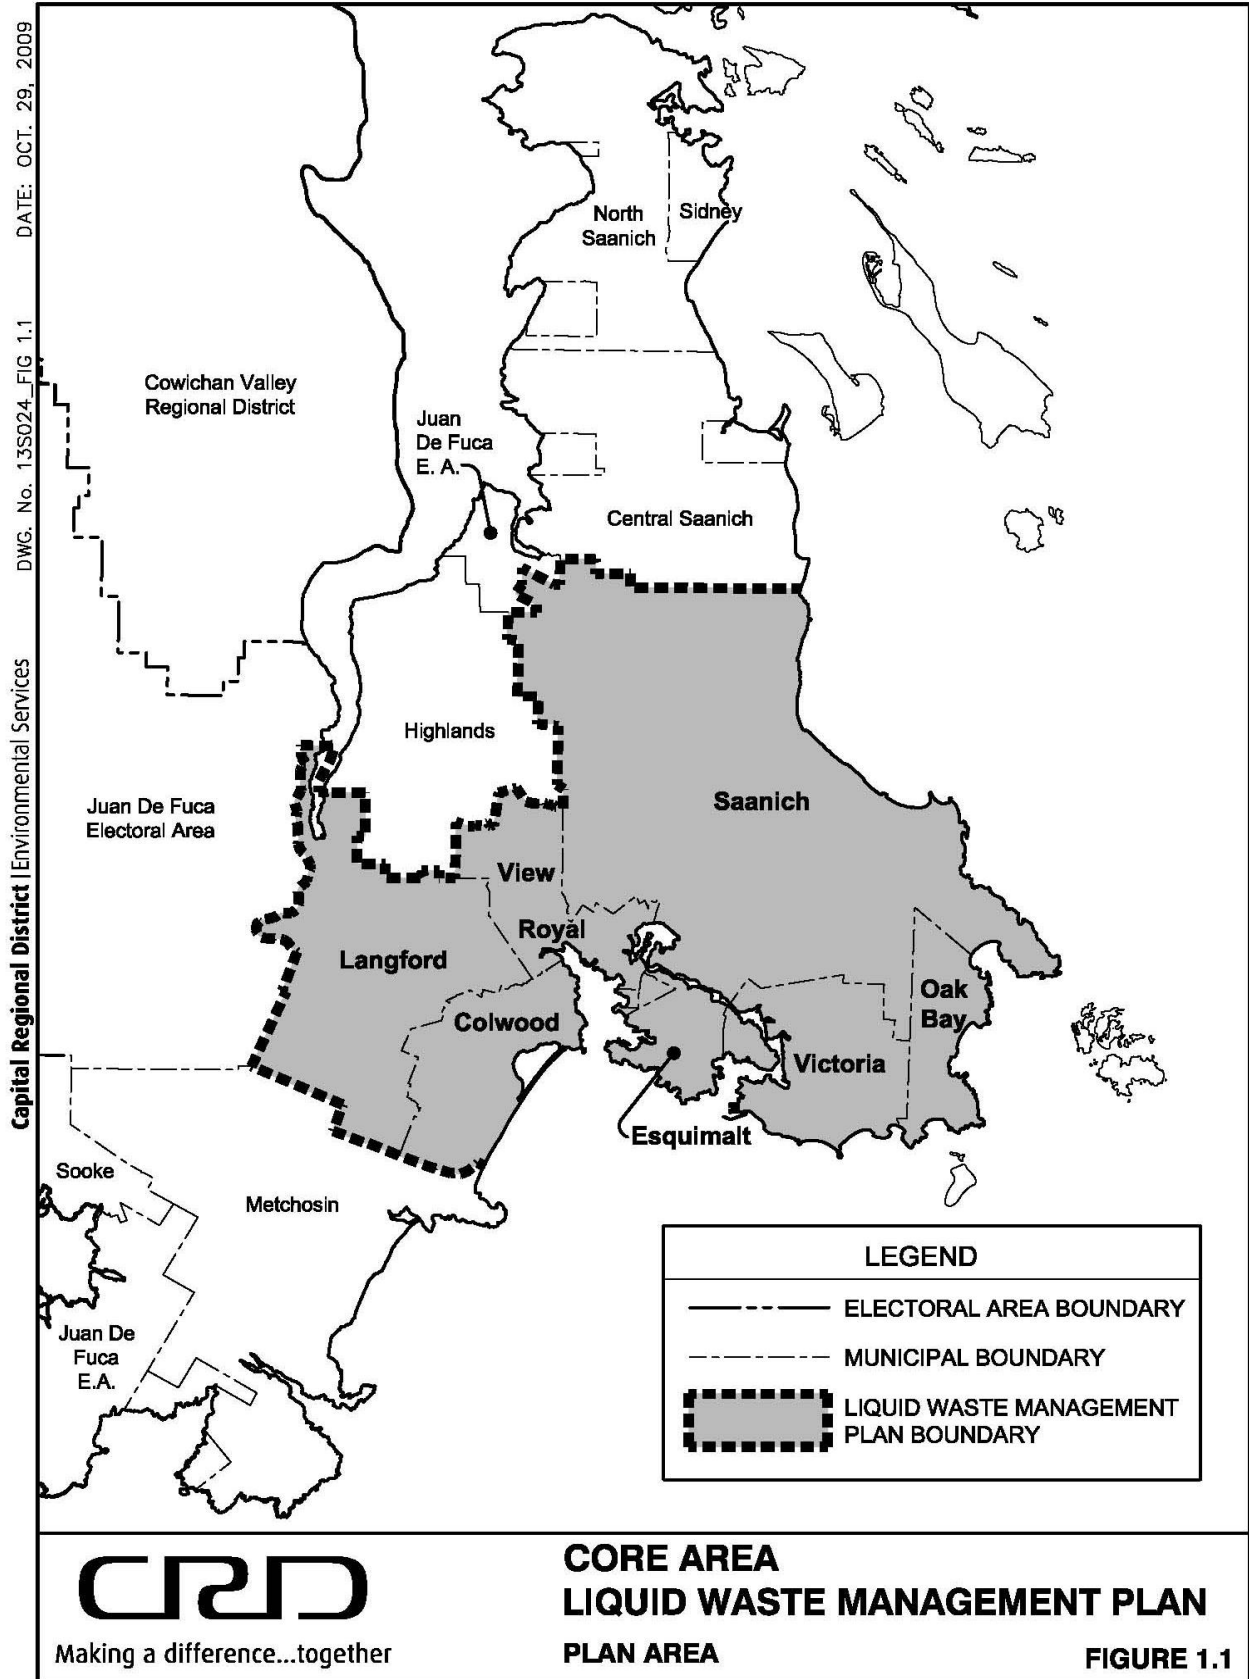 Capital Regional District | Environmental Services DWG. No. 13S024_FIG 1.1 DATE: OCT. 29, 2009
North
Saanich
Sidney
Cowichan Valley
Regional District
Juan
De Fuca
E. A.
Central Saanich
Highlands
Juan De Fuca
Electoral Area
Saanich
View
Royal
Langford
Oak
Bay
Colwood
Victoria
Esquimalt
Sooke
Metchosin
Juan De
Fuca
E.A.
LEGEND
ELECTORAL AREA BOUNDARY
MUNICIPAL BOUNDARY
LIQUID WASTE MANAGEMENT
PLAN BOUNDARY
CRD
Making a difference...together
CORE AREA
LIQUID WASTE MANAGEMENT PLAN
PLAN AREA
FIGURE 1.1